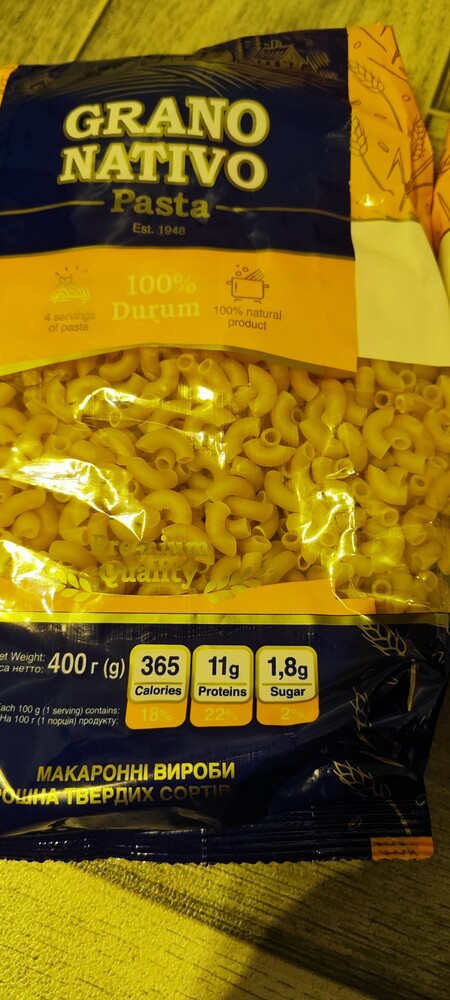 GRANO
NATIVO
Pasta
Est. 1948
4 servings
of pasta
100%
Durum
100% natural
product
Premium
Quality
et Weight:
са нетто:
400 г (g)
365
Calories
18%
11g
Proteins
22%
1,8g
Sugar
2%
ach 100 g (1 serving) contains:
На 100 г (1 порція) продукту:
МАКАРОННІ ВИРОБИ
РОШНА ТВЕРДИХ СОРТІВ